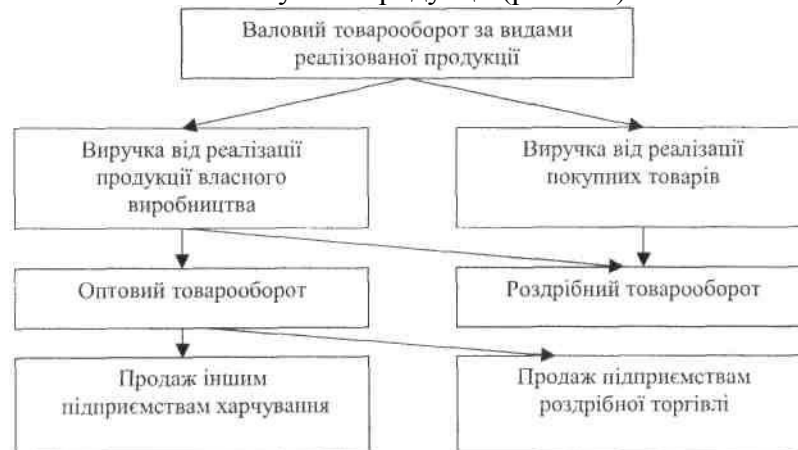 Валовий товарооборот за видами
реалізованої продукції
Виручка від реалізації
продукції власного
виробництва
Виручка від реалізації
покупних товарів
Оптовий товарооборот
Роздрібний товарооборот
Продаж іншим
підприємствам харчування
Продаж підприємствам
роздрібної торгівлі